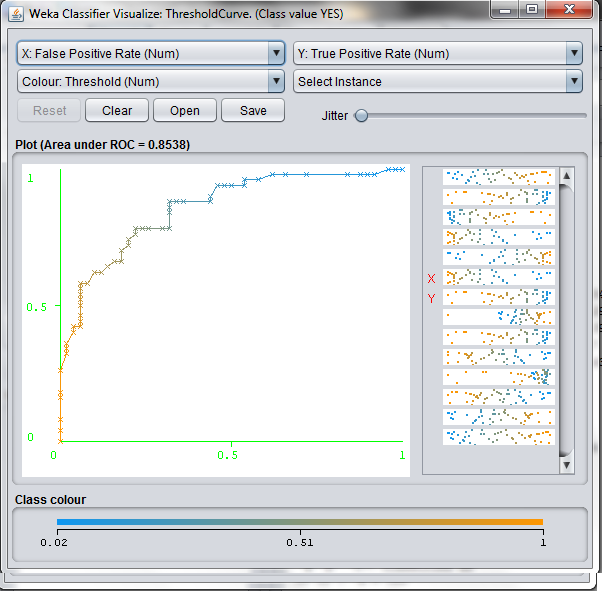 Weka Classifier Visualize: ThresholdCurve. (Class value YES)
X: False Positive Rate (Num)
Y: True Positive Rate (Num)
Colour: Threshold (Num)
Select Instance
Reset
Clear
Open
Save
Jitter
Plot (Area under ROC = 0.8538)
1
0.5
0
0
0.5
1
X
Y
Class colour
0.02
0.51
1